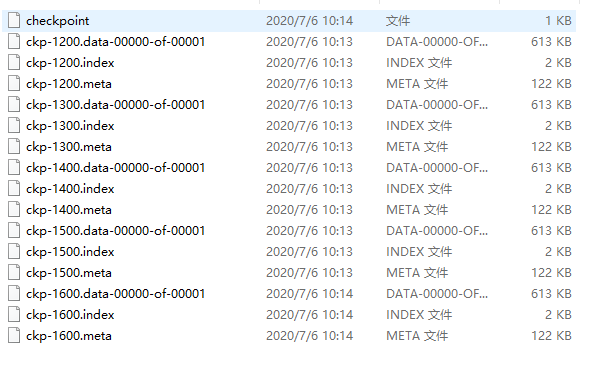 checkpoint 2020/7/6 10:14 文件 1 KB
ckp-1200.data-00000-of-00001 2020/7/6 10:13 DATA-00000-OF... 613 KB
ckp-1200.index 2020/7/6 10:13 INDEX 文件 2 KB
ckp-1200.meta 2020/7/6 10:13 META 文件 122 KB
ckp-1300.data-00000-of-00001 2020/7/6 10:13 DATA-00000-OF... 613 KB
ckp-1300.index 2020/7/6 10:13 INDEX 文件 2 KB
ckp-1300.meta 2020/7/6 10:13 META 文件 122 KB
ckp-1400.data-00000-of-00001 2020/7/6 10:13 DATA-00000-OF... 613 KB
ckp-1400.index 2020/7/6 10:13 INDEX 文件 2 KB
ckp-1400.meta 2020/7/6 10:13 META 文件 122 KB
ckp-1500.data-00000-of-00001 2020/7/6 10:13 DATA-00000-OF... 613 KB
ckp-1500.index 2020/7/6 10:13 INDEX 文件 2 KB
ckp-1500.meta 2020/7/6 10:13 META 文件 122 KB
ckp-1600.data-00000-of-00001 2020/7/6 10:14 DATA-00000-OF... 613 KB
ckp-1600.index 2020/7/6 10:14 INDEX 文件 2 KB
ckp-1600.meta 2020/7/6 10:14 META 文件 122 KB